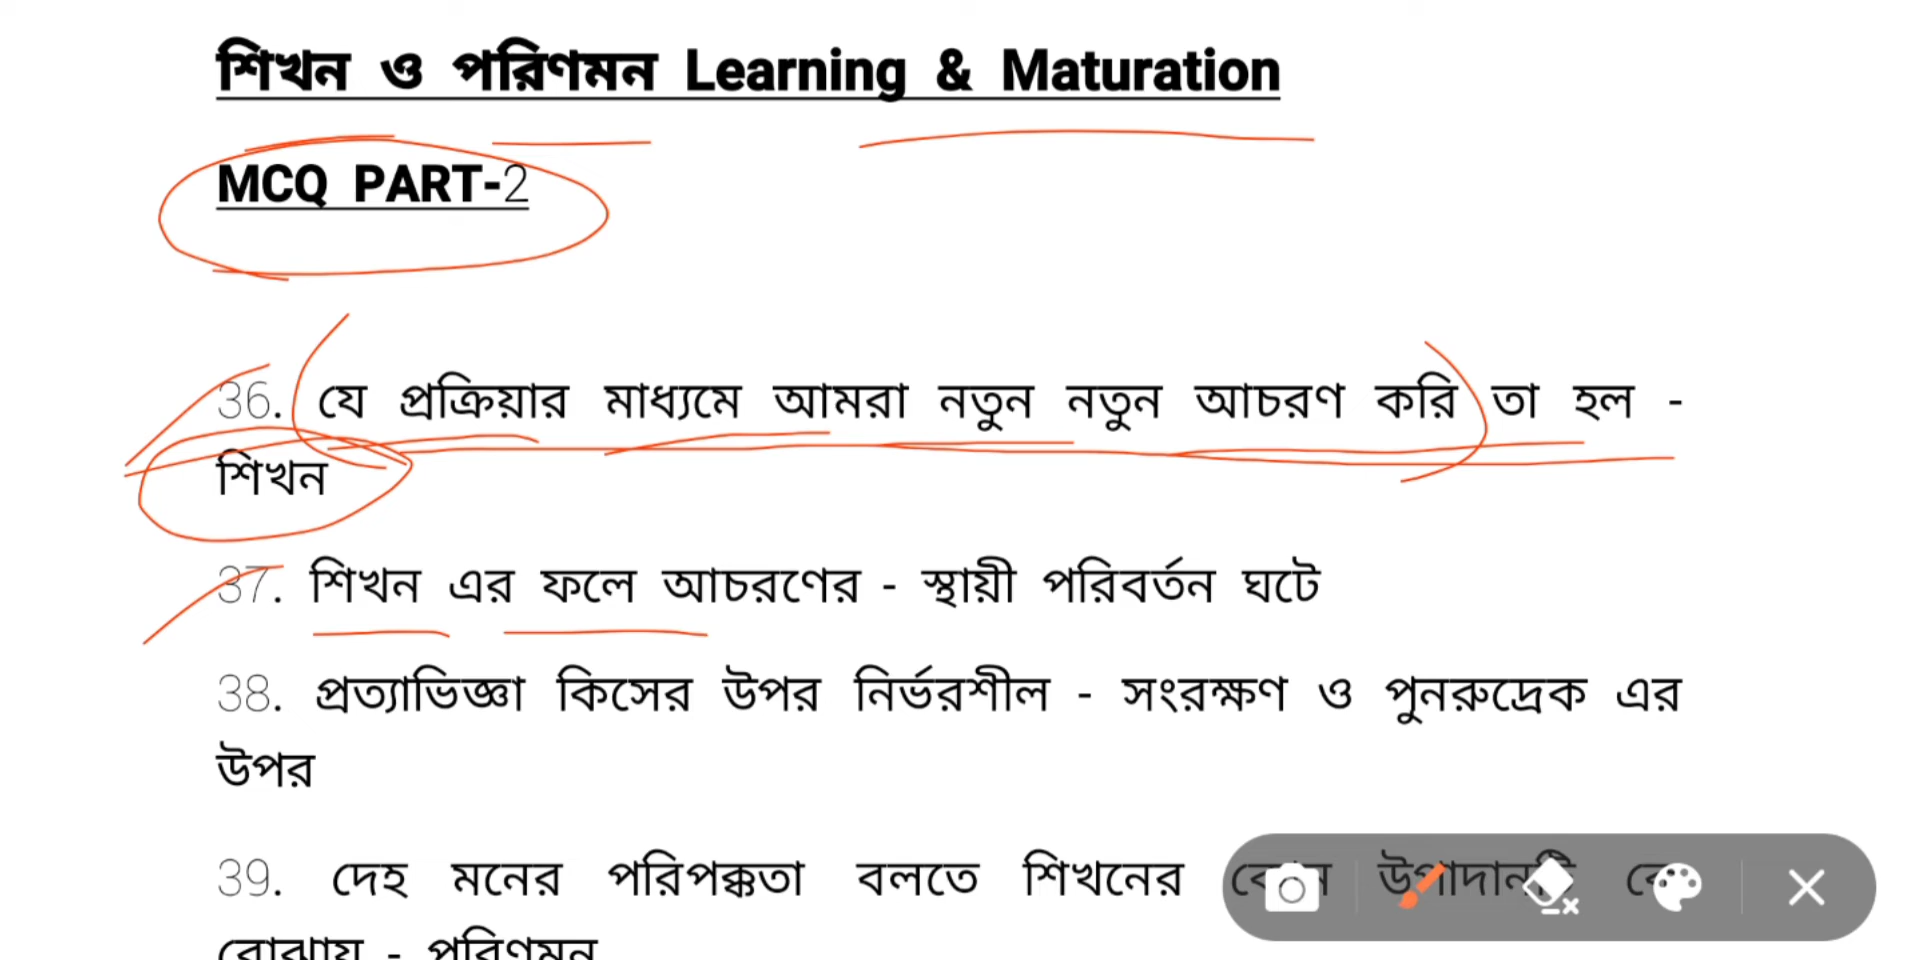 শিখন ও পরিণমন Learning & Maturation
MCQ PART-2
36. যে প্রক্রিয়ার মাধ্যমে আমরা নতুন নতুন আচরণ করি তা হল -
শিখন
37. শিখন এর ফলে আচরণের - স্থায়ী পরিবর্তন ঘটে
38. প্রত্যাভিজ্ঞা কিসের উপর নির্ভরশীল - সংরক্ষণ ও পুনরুদ্রেক এর
উপর
39. দেহ মনের পরিপক্কতা বলতে শিখনের
বোঝায় - পরিণমন